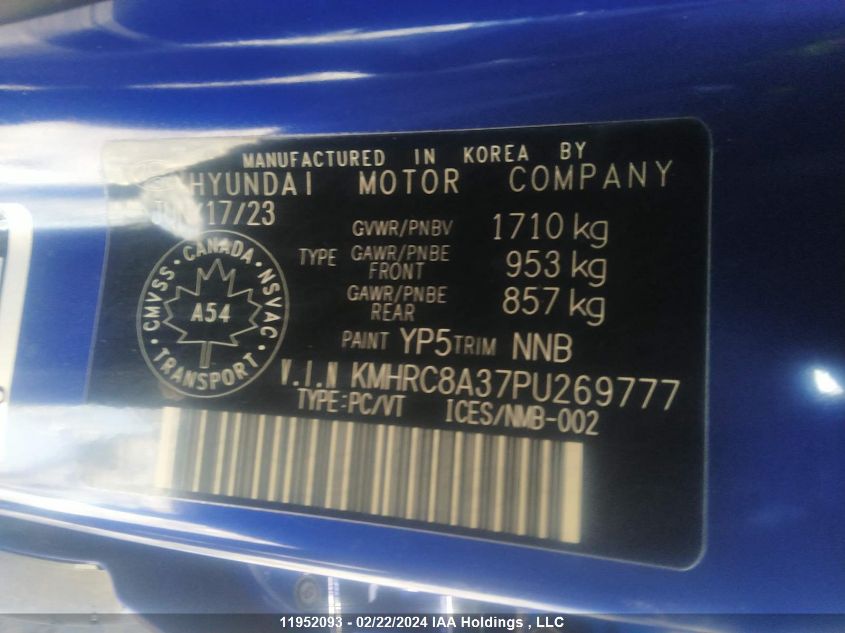 MANUFACTURED IN KOREA BY
HYUNDAI MOTOR COMPANY
17/23
GVWR/PNBV 1710 kg
TYPE GAWR/PNBE FRONT 953 kg
GAWR/PNBE REAR 857 kg
CMVSS · CANADA · NSVAC
A54
TRANSPORT
PAINT YP5 TRIM NNB
V.I.N KMHRC8A37PU269777
TYPE:PC/VT ICES/NMB-002
11952093 - 02/22/2024 IAA Holdings , LLC